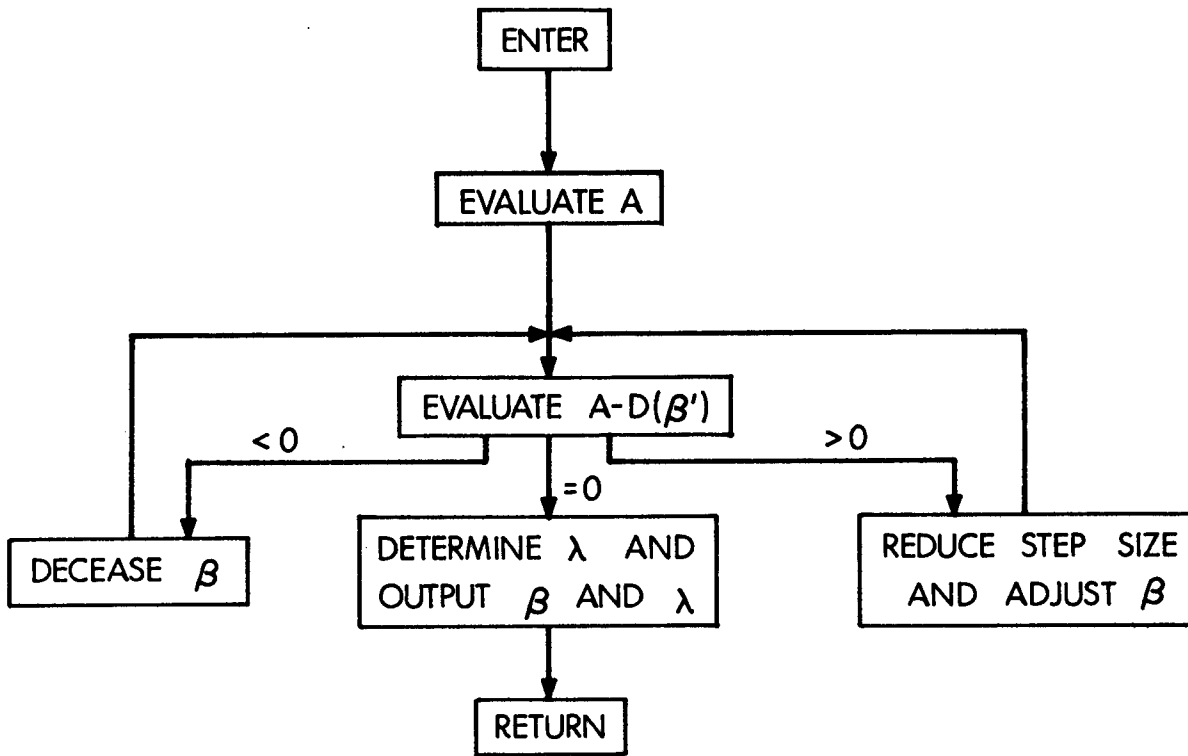 ENTER
EVALUATE A
EVALUATE A-D(β')
< 0
= 0
> 0
DECEASE β
DETERMINE λ AND
OUTPUT β AND λ
REDUCE STEP SIZE
AND ADJUST β
RETURN